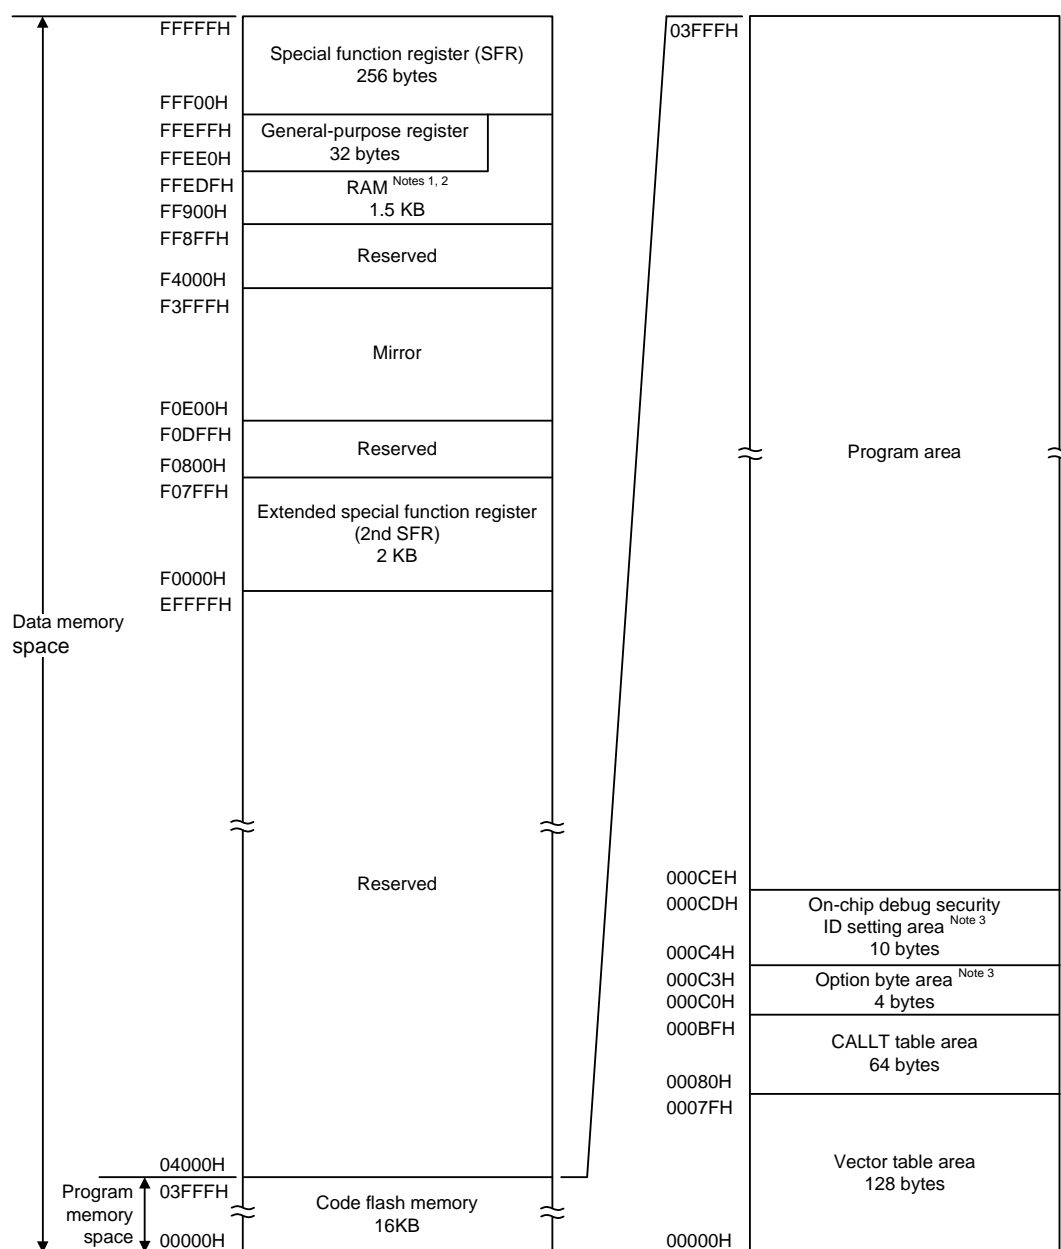 FFFFFH
Special function register (SFR)
256 bytes
FFF00H
FFEFFH
General-purpose register
32 bytes
FFEE0H
FFEDFH
RAM Notes 1, 2
1.5 KB
FF900H
FF8FFH
Reserved
F4000H
F3FFFH
Mirror
F0E00H
F0DFFH
Reserved
F0800H
F07FFH
Extended special function register
(2nd SFR)
2 KB
F0000H
EFFFFH
Data memory
space
Reserved
04000H
Program
memory
space
03FFFH
Code flash memory
16KB
00000H
03FFFH
Program area
000CEH
000CDH
On-chip debug security
ID setting area Note 3
10 bytes
000C4H
000C3H
Option byte area Note 3
4 bytes
000C0H
000BFH
CALLT table area
64 bytes
00080H
0007FH
Vector table area
128 bytes
00000H